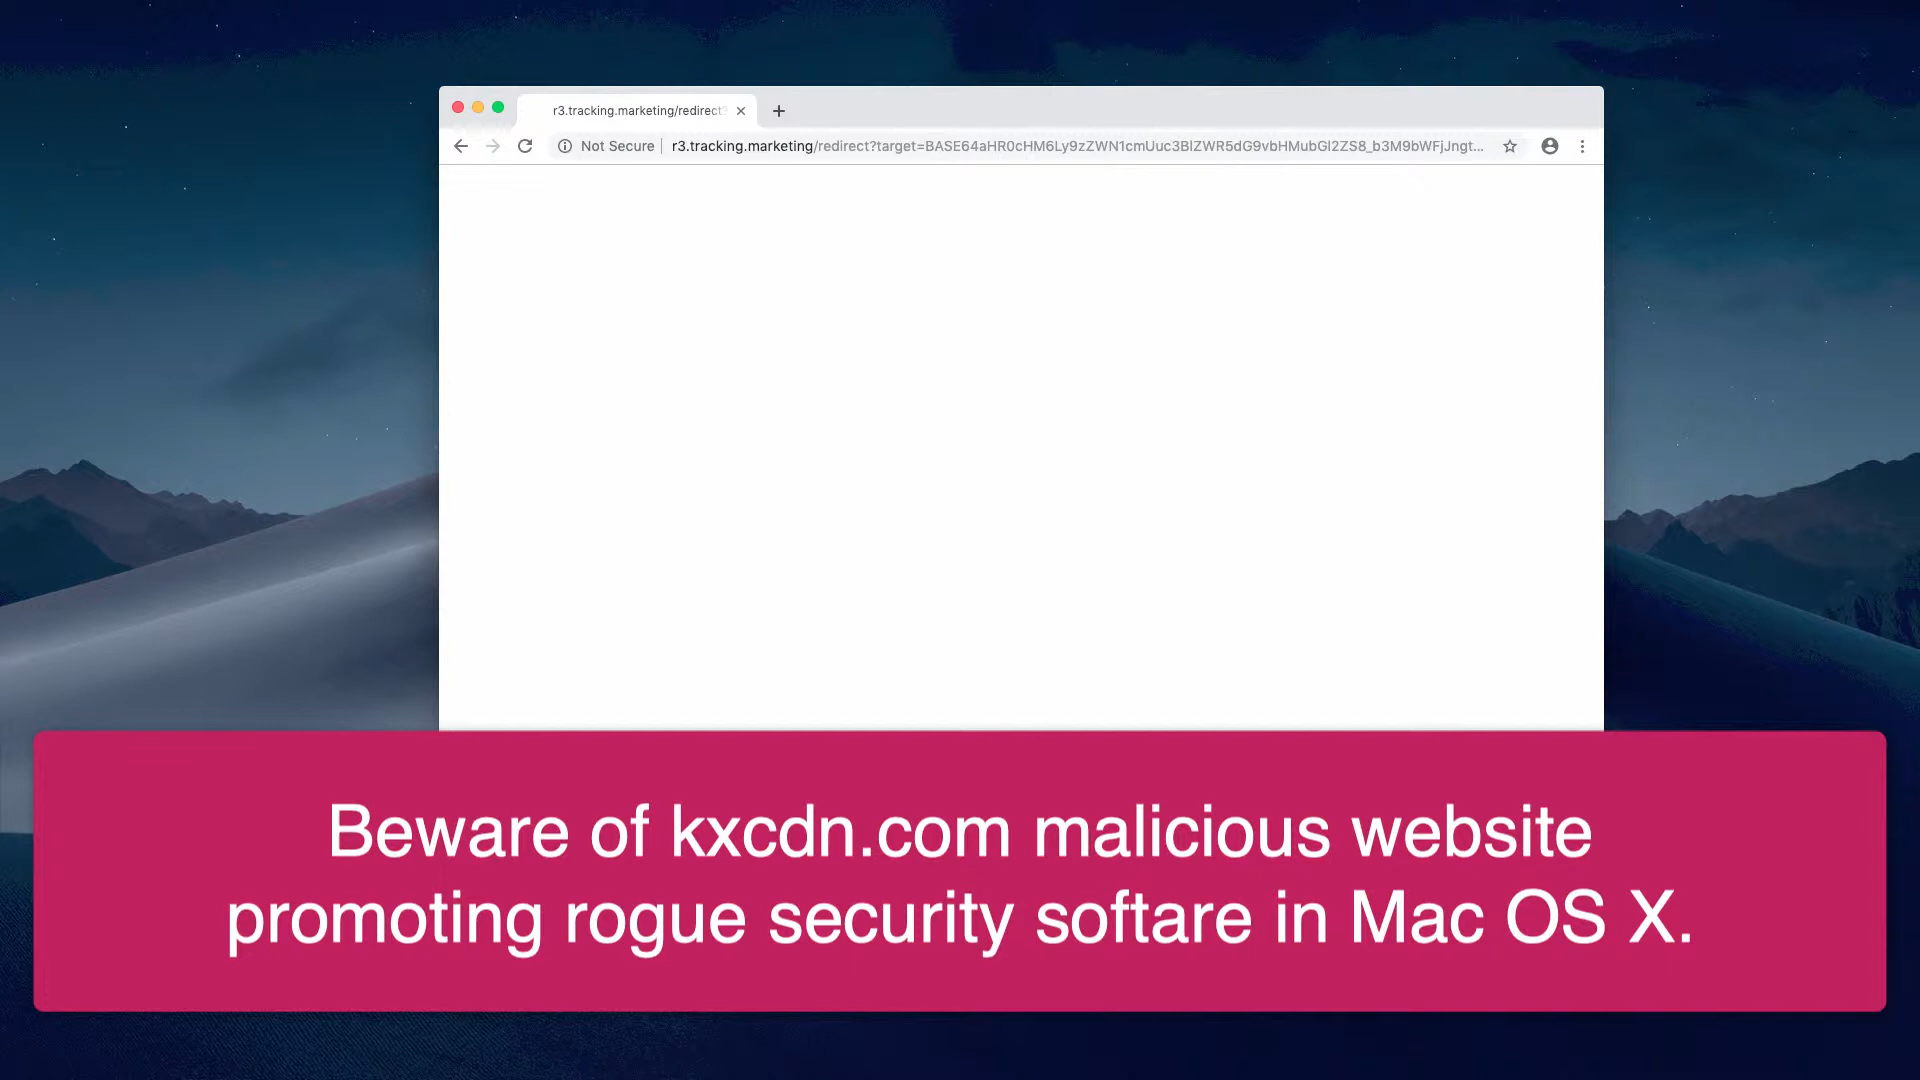 r3.tracking.marketing/redirect?
Not Secure r3.tracking.marketing/redirect?target=BASE64aHR0cHM6Ly9zZWN1cmUuc3BlZWR5dG9vbHMubGl2ZS8_b3M9bWFjJngt...
Beware of kxcdn.com malicious website
promoting rogue security softare in Mac OS X.